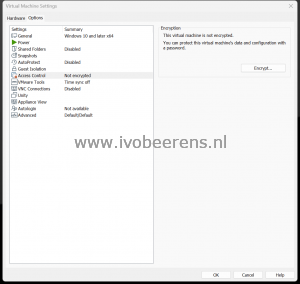 Virtual Machine Settings
Hardware Options
Settings Summary
General Windows 10 and later x64
Power
Shared Folders Disabled
Snapshots
AutoProtect Disabled
Guest Isolation
Access Control Not encrypted
VMware Tools Time sync off
VNC Connections Disabled
Unity
Appliance View
Autologin Not available
Advanced Default/Default
Encryption
This virtual machine is not encrypted.
You can protect this virtual machine's data and configuration with
a password.
Encrypt...
www.ivobeerens.nl
OK Cancel Help